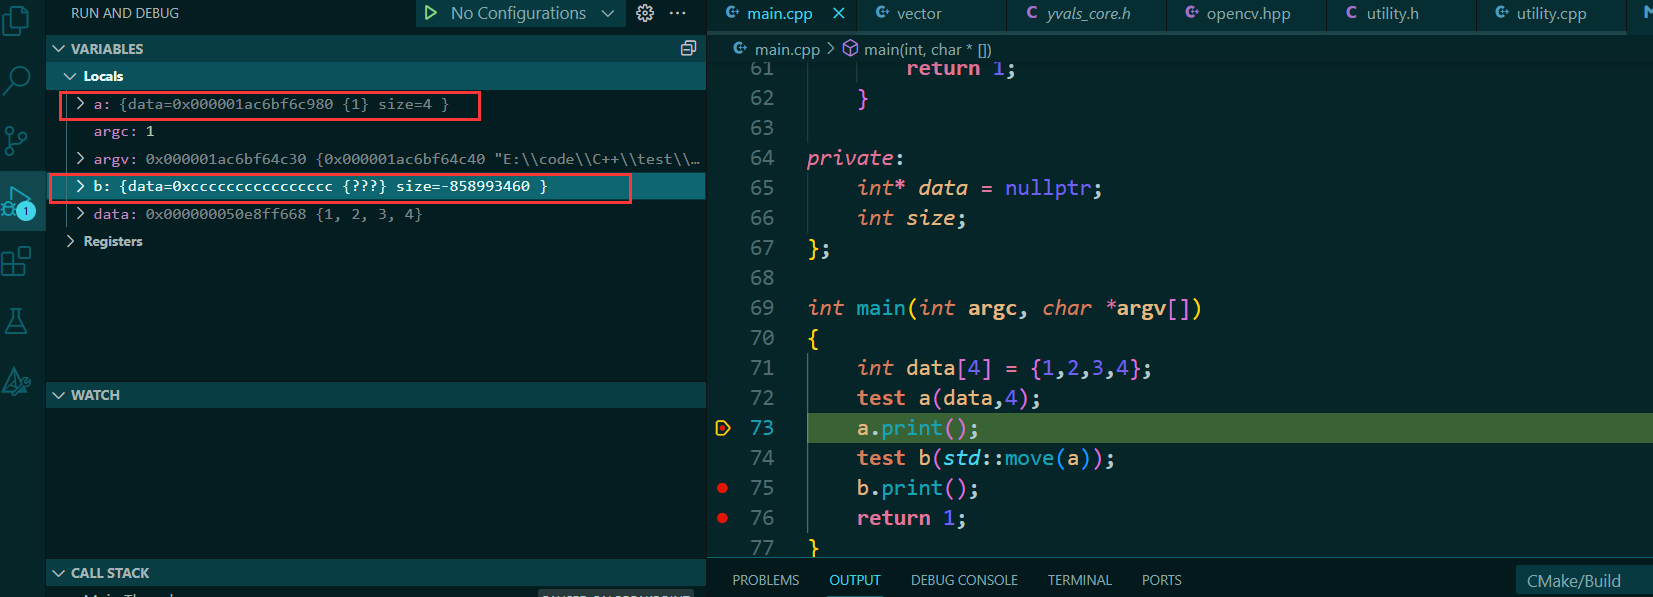 RUN AND DEBUG
No Configurations
VARIABLES
Locals
a: {data=0x000001ac6bf6c980 {1} size=4 }
argc: 1
argv: 0x000001ac6bf64c30 {0x000001ac6bf64c40 "E:\\code\\C++\\test\\…
b: {data=0xcccccccccccccccc {???} size=-858993460 }
data: 0x000000050e8ff668 {1, 2, 3, 4}
Registers
1
WATCH
CALL STACK
main.cpp
vector
yvals_core.h
opencv.hpp
utility.h
utility.cpp
main.cpp > main(int, char * [])
61 return 1;
62 }
63
64 private:
65 int* data = nullptr;
66 int size;
67 };
68
69 int main(int argc, char *argv[])
70 {
71 int data[4] = {1,2,3,4};
72 test a(data,4);
73 a.print();
74 test b(std::move(a));
75 b.print();
76 return 1;
77 }
PROBLEMS OUTPUT DEBUG CONSOLE TERMINAL PORTS
CMake/Build